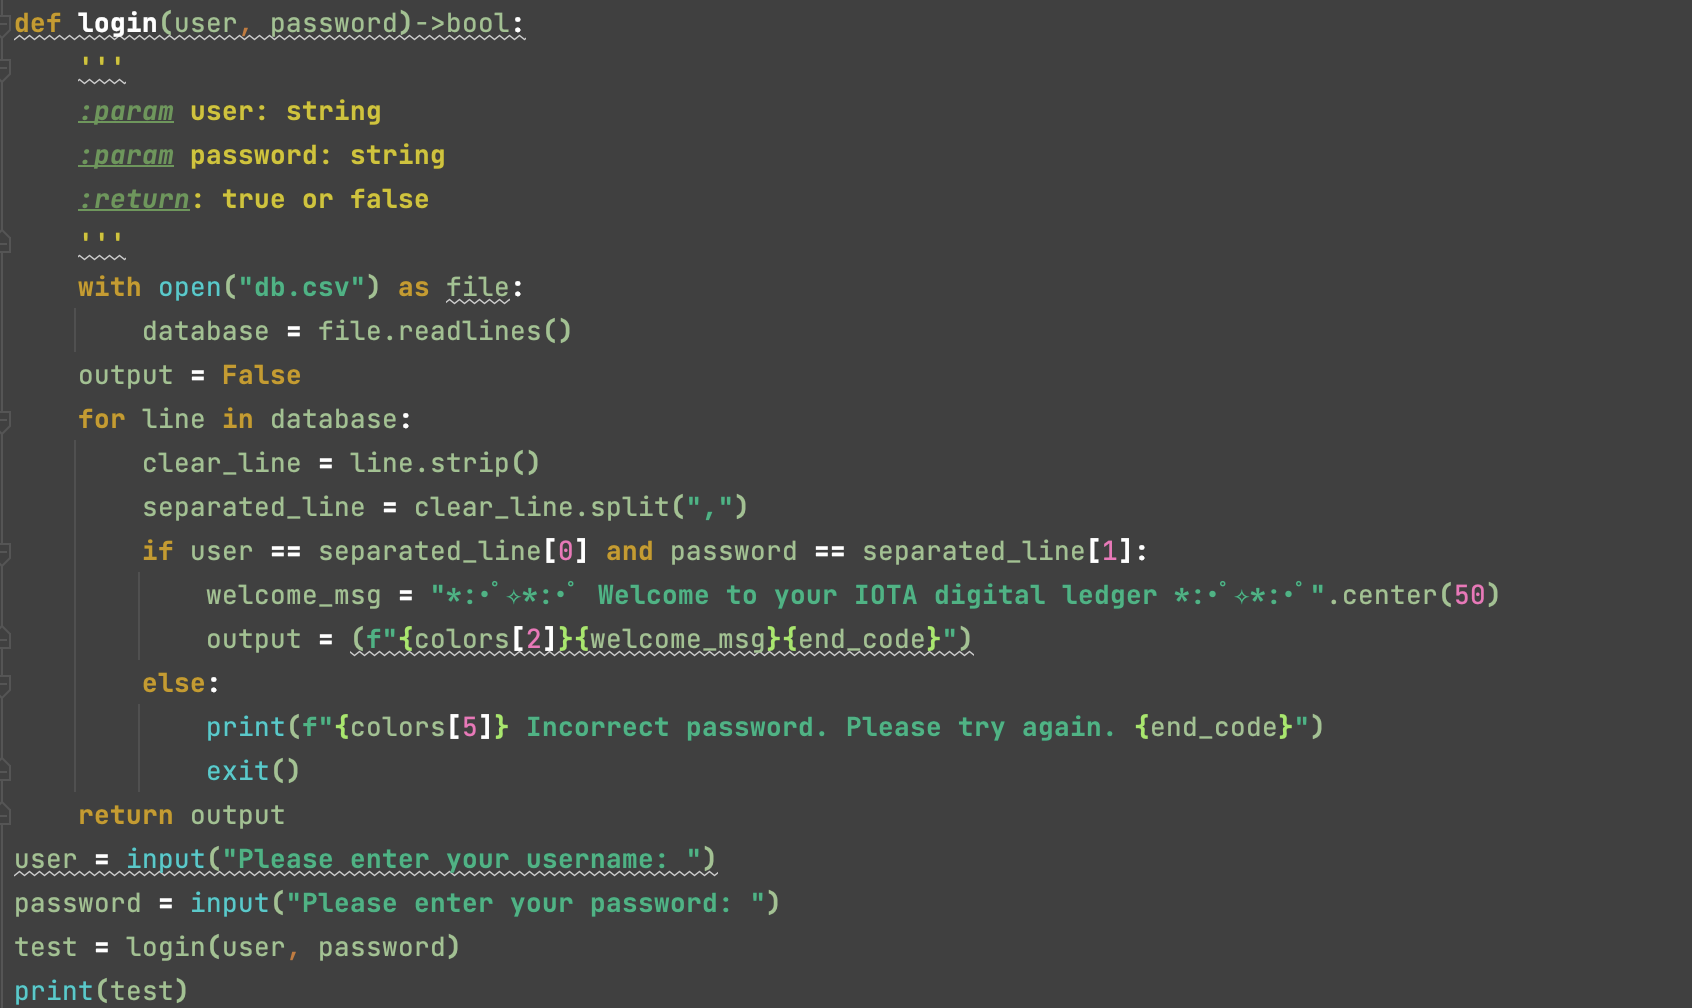 def login(user, password)->bool:
    '''
    :param user: string
    :param password: string
    :return: true or false
    '''
    with open("db.csv") as file:
        database = file.readlines()
    output = False
    for line in database:
        clear_line = line.strip()
        separated_line = clear_line.split(",")
        if user == separated_line[0] and password == separated_line[1]:
            welcome_msg = "*:•ﾟ✧*:•ﾟ Welcome to your IOTA digital ledger *:•ﾟ✧*:•ﾟ".center(50)
            output = (f"{colors[2]}{welcome_msg}{end_code}")
        else:
            print(f"{colors[5]} Incorrect password. Please try again. {end_code}")
            exit()
    return output
user = input("Please enter your username: ")
password = input("Please enter your password: ")
test = login(user, password)
print(test)